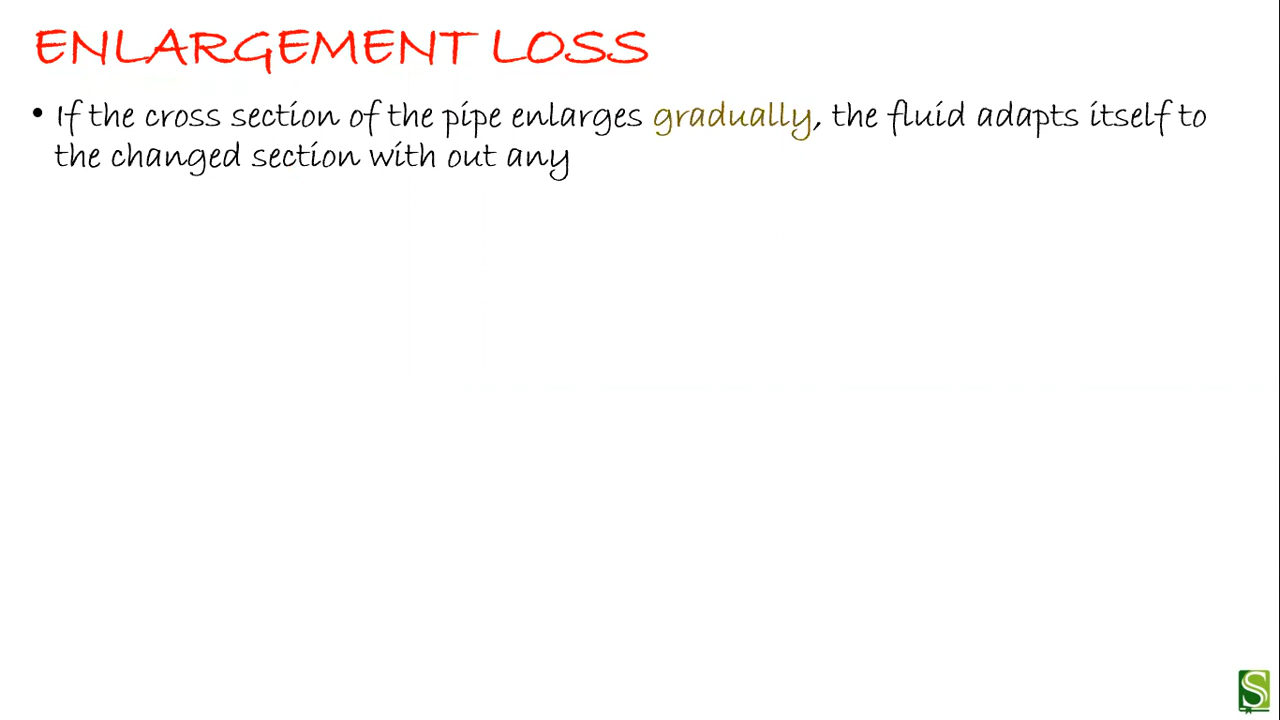 ENLARGEMENT LOSS
• If the cross section of the pipe enlarges gradually, the fluid adapts itself to
the changed section with out any
S